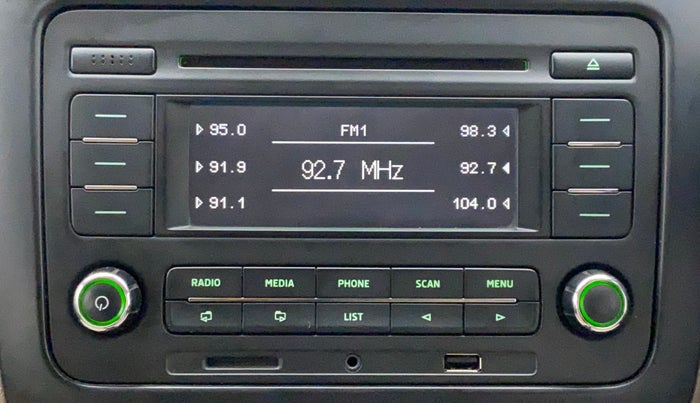 95.0 FM1 98.3
91.9 92.7 MHz 92.7
91.1 104.0
RADIO MEDIA PHONE SCAN MENU
LIST